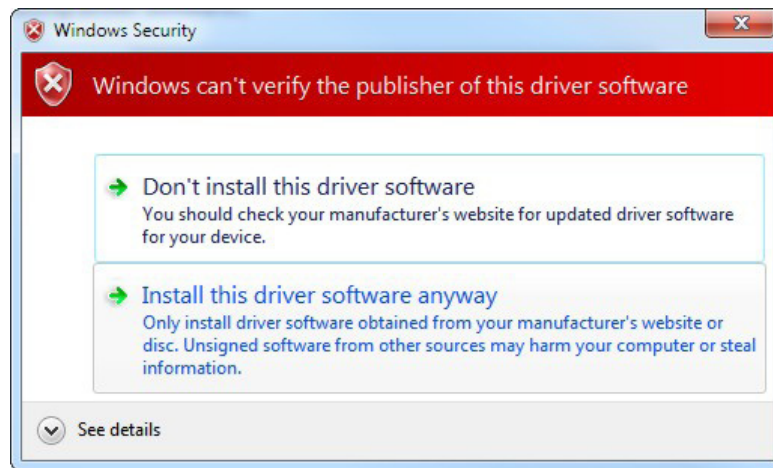 Windows Security
Windows can't verify the publisher of this driver software
Don't install this driver software
You should check your manufacturer's website for updated driver software
for your device.
Install this driver software anyway
Only install driver software obtained from your manufacturer's website or
disc. Unsigned software from other sources may harm your computer or steal
information.
See details